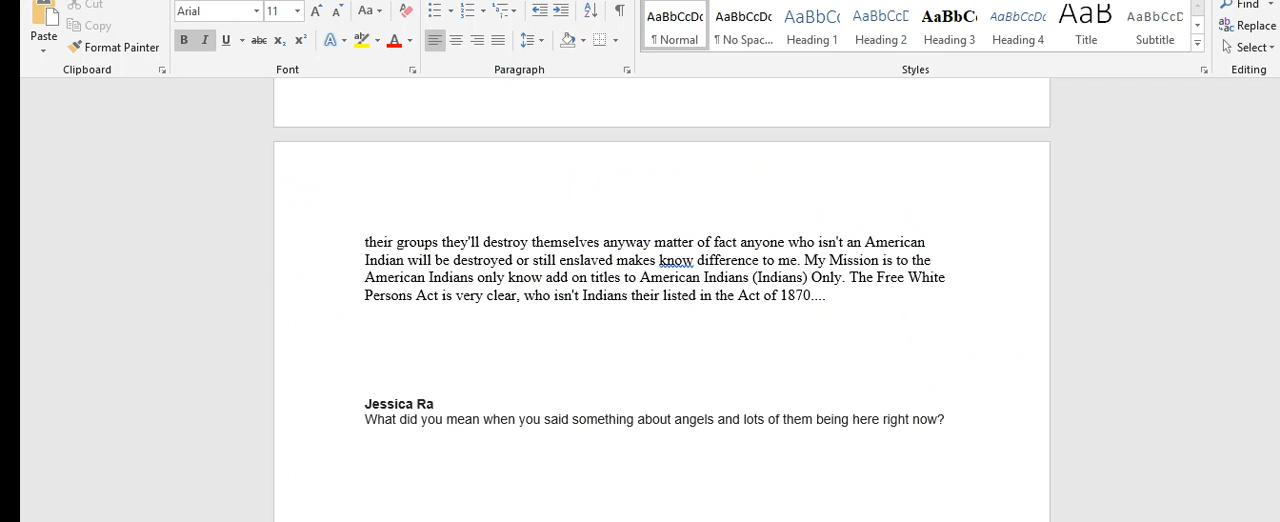 Cut
Find
Arial 11 Aa
AaBbCcDc AaBbCcDc AaBbC( AaBbCcD AaBbC( AaBbCcDc AaB AaBbCcD
Paste
Copy
Replace
Format Painter
B I U abc x₂ x² A ab A
¶ Normal ¶ No Spac... Heading 1 Heading 2 Heading 3 Heading 4 Title Subtitle
Select
Clipboard Font Paragraph Styles Editing
their groups they'll destroy themselves anyway matter of fact anyone who isn't an American
Indian will be destroyed or still enslaved makes know difference to me. My Mission is to the
American Indians only know add on titles to American Indians (Indians) Only. The Free White
Persons Act is very clear, who isn't Indians their listed in the Act of 1870....
Jessica Ra
What did you mean when you said something about angels and lots of them being here right now?